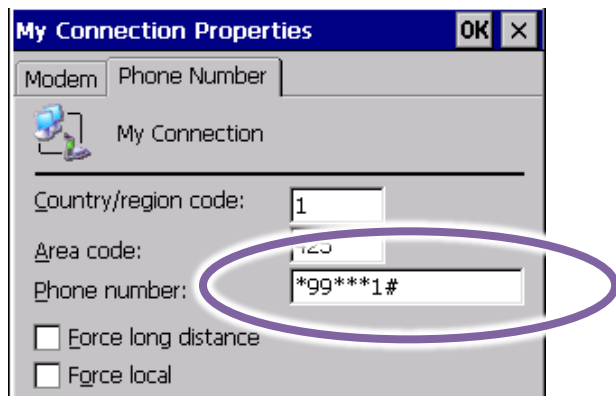 My Connection Properties OK ×
Modem Phone Number
My Connection
Country/region code: 1
Area code: 425
Phone number: *99***1#
Force long distance
Force local